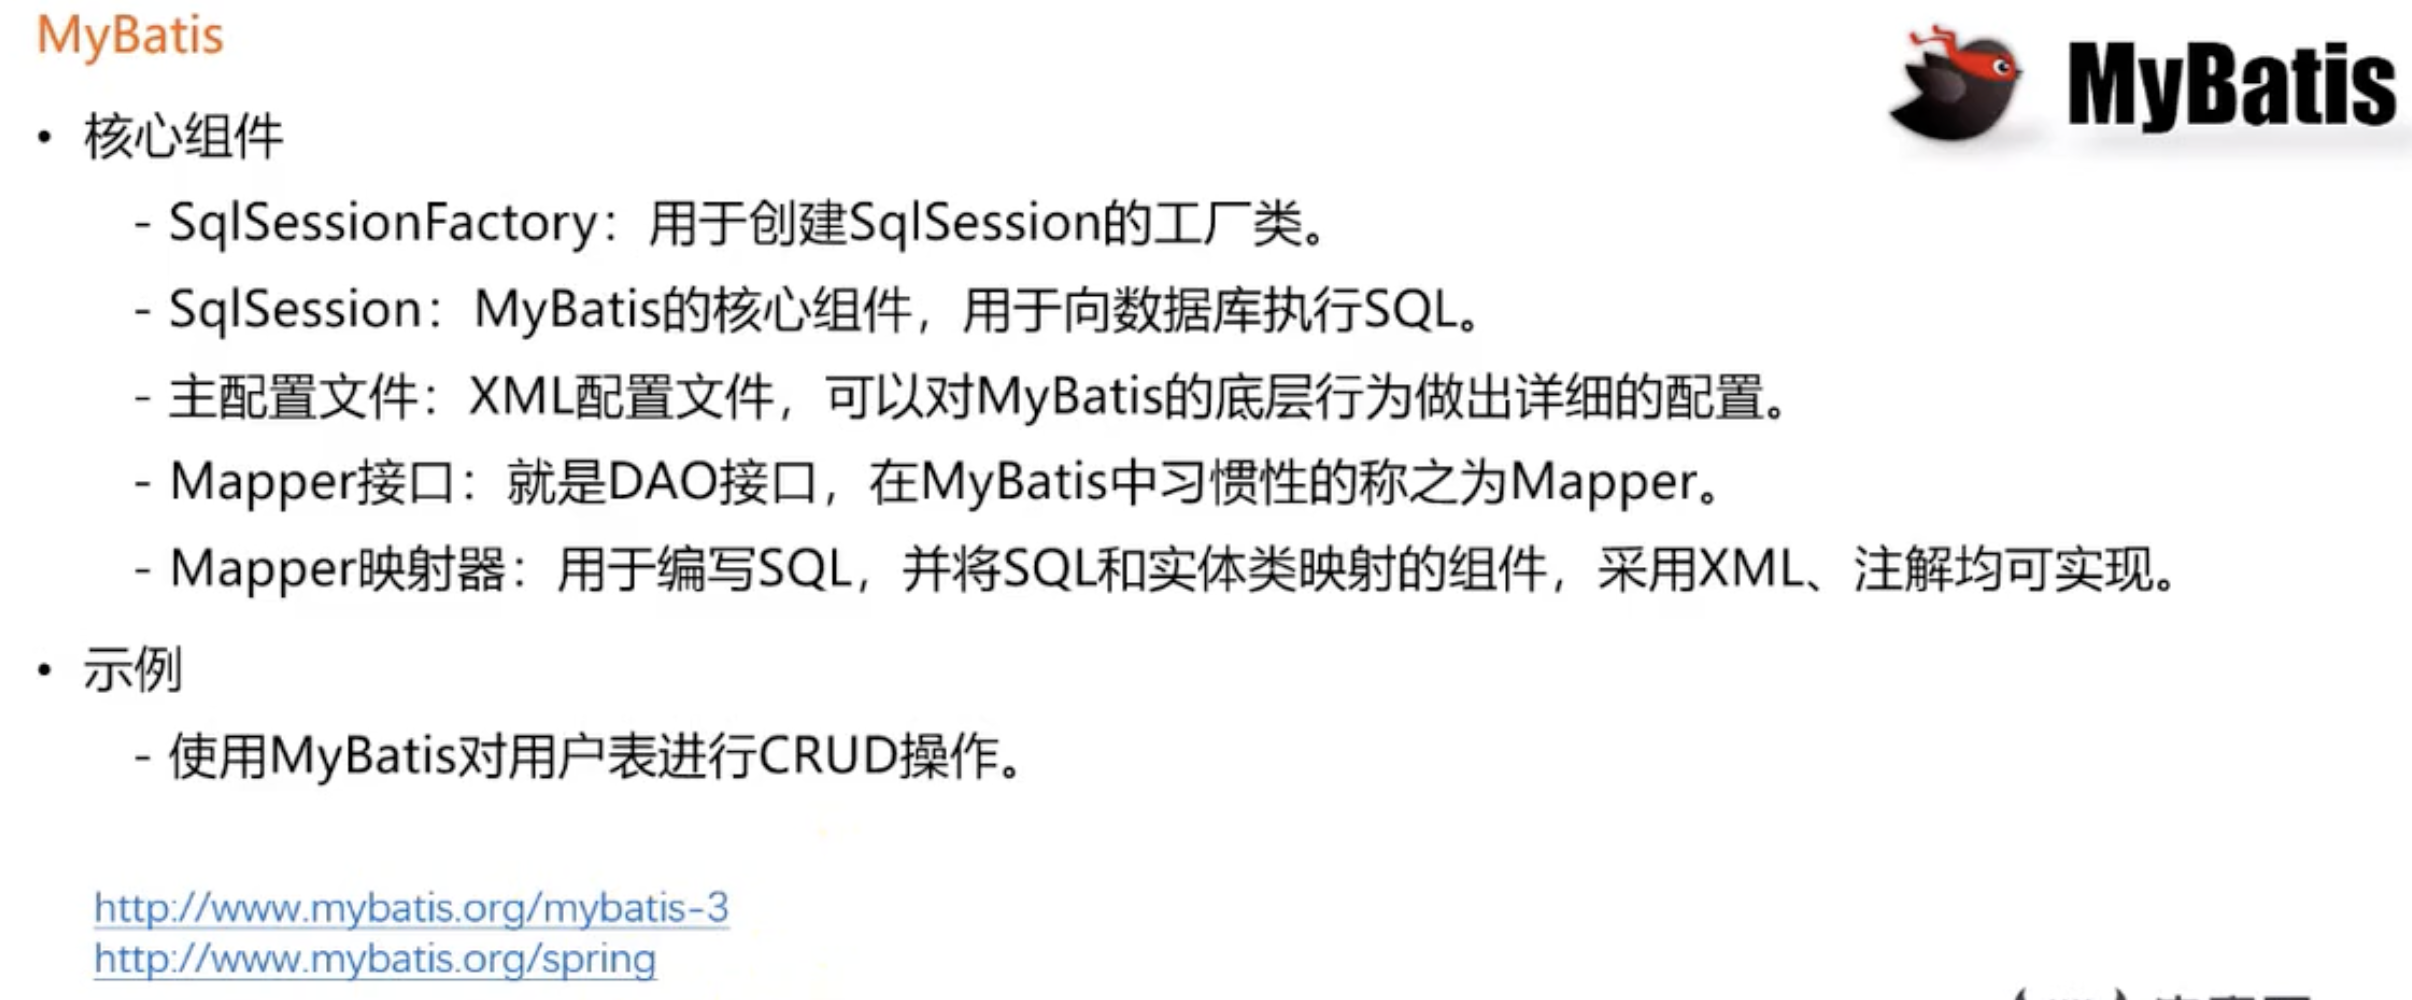 MyBatis
MyBatis
• 核心组件
- SqlSessionFactory：用于创建SqlSession的工厂类。
- SqlSession：MyBatis的核心组件，用于向数据库执行SQL。
- 主配置文件：XML配置文件，可以对MyBatis的底层行为做出详细的配置。
- Mapper接口：就是DAO接口，在MyBatis中习惯性的称之为Mapper。
- Mapper映射器：用于编写SQL，并将SQL和实体类映射的组件，采用XML、注解均可实现。
• 示例
- 使用MyBatis对用户表进行CRUD操作。
http://www.mybatis.org/mybatis-3
http://www.mybatis.org/spring